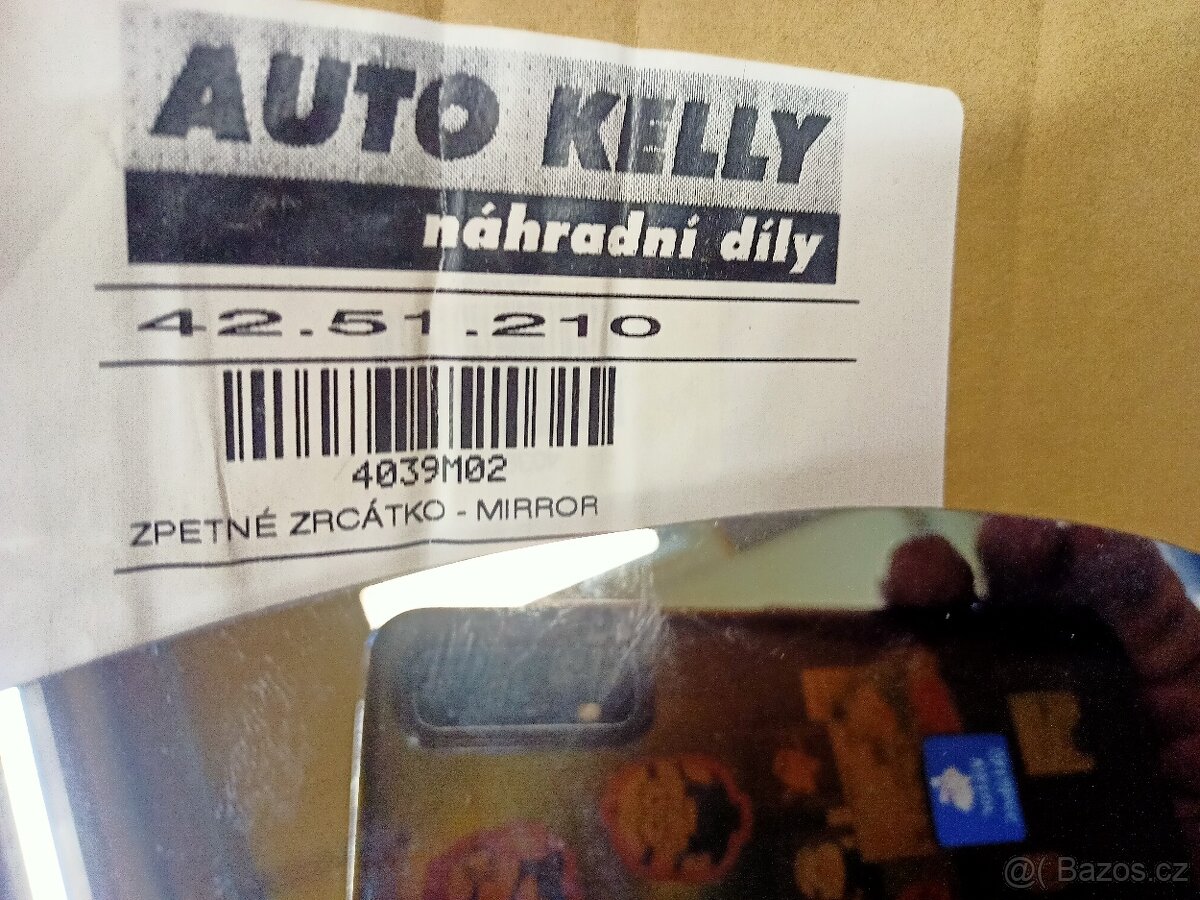 AUTO KELLY
náhradní díly
42.51.210
4039M02
ZPETNÉ ZRCÁTKO - MIRROR
@( Bazos.cz